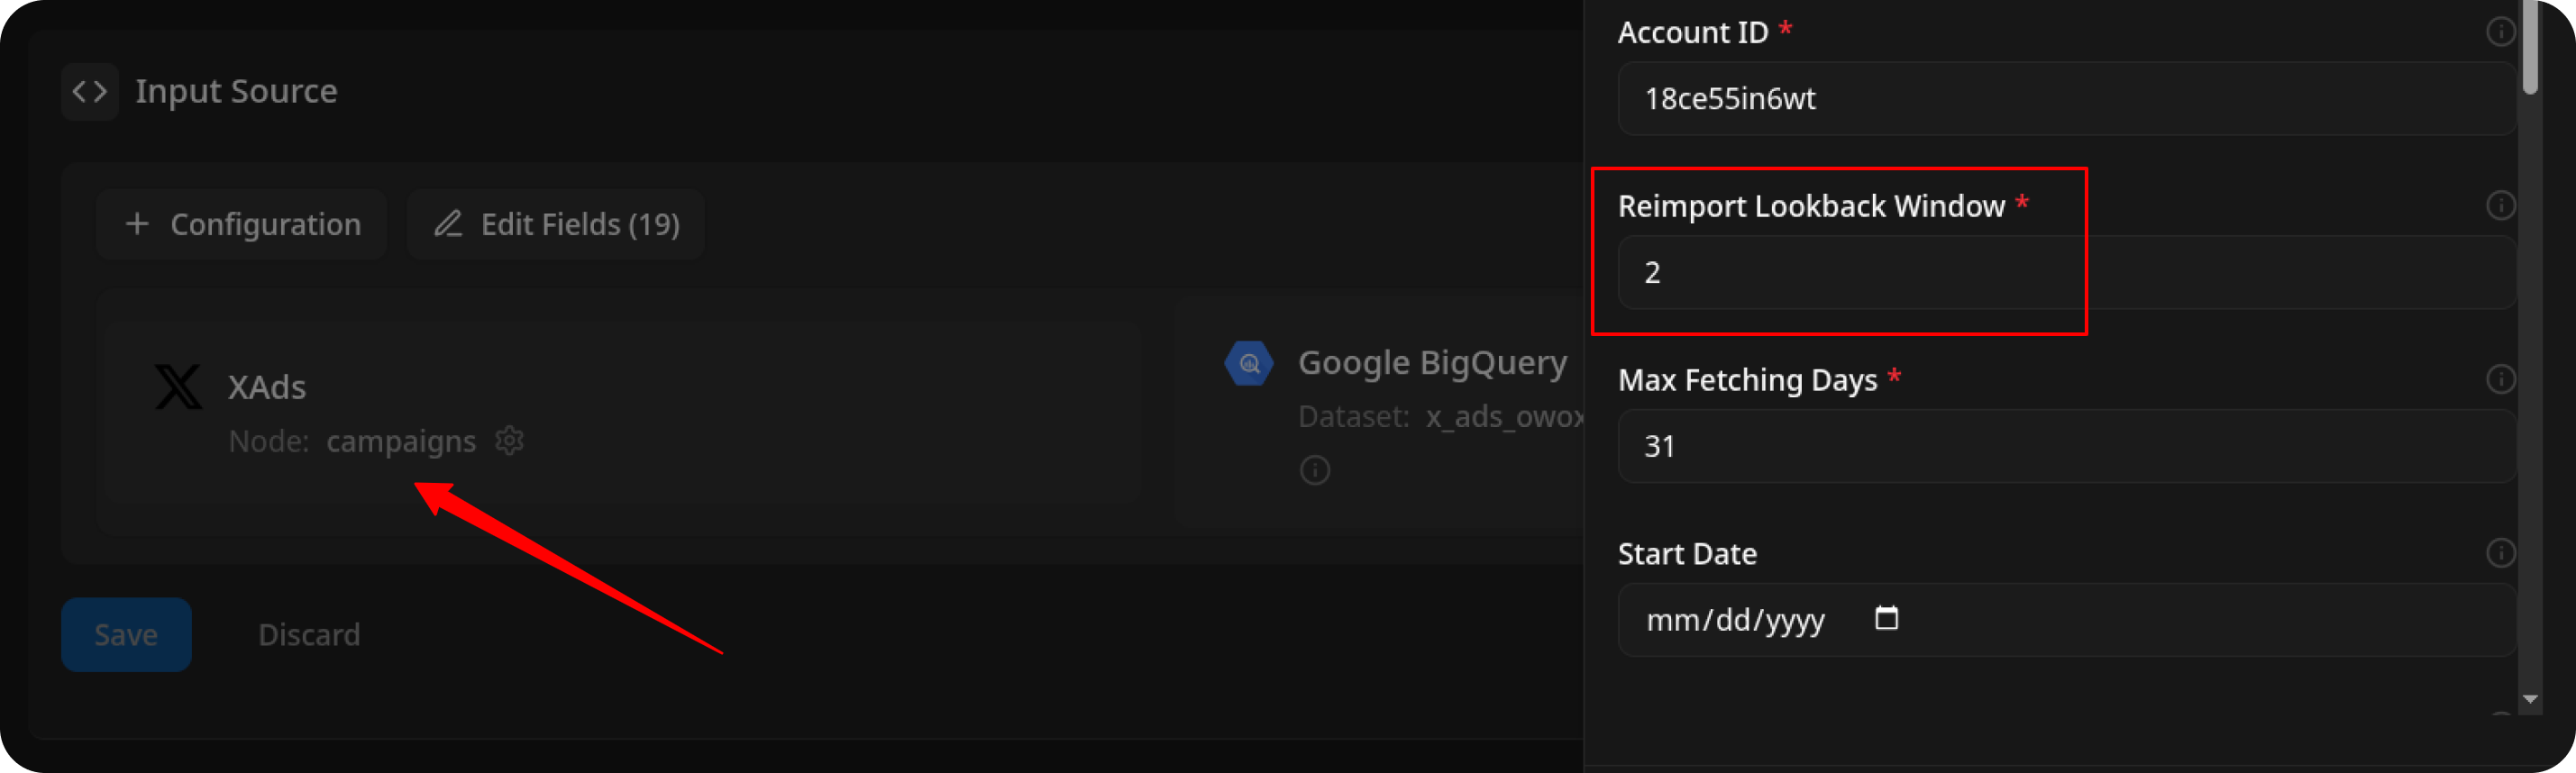 Input Source
Configuration
Edit Fields (19)
XAds
Node: campaigns
Google BigQuery
Dataset: x_ads_owox
Save
Discard
Account ID *
18ce55in6wt
Reimport Lookback Window *
2
Max Fetching Days *
31
Start Date
mm/dd/yyyy